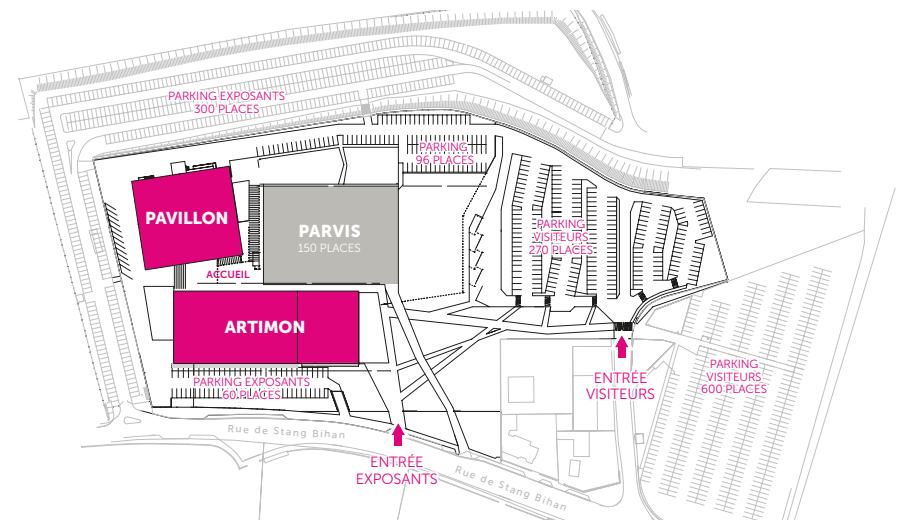 PARKING EXPOSANTS
300 PLACES
PARKING
96 PLACES
PAVILLON
PARVIS
150 PLACES
PARKING
VISITEURS
270 PLACES
ACCUEIL
ARTIMON
PARKING EXPOSANTS
60 PLACES
ENTRÉE
VISITEURS
PARKING
VISITEURS
600 PLACES
Rue de Stang Bihan
ENTRÉE
EXPOSANTS
Rue de Stang Bihan